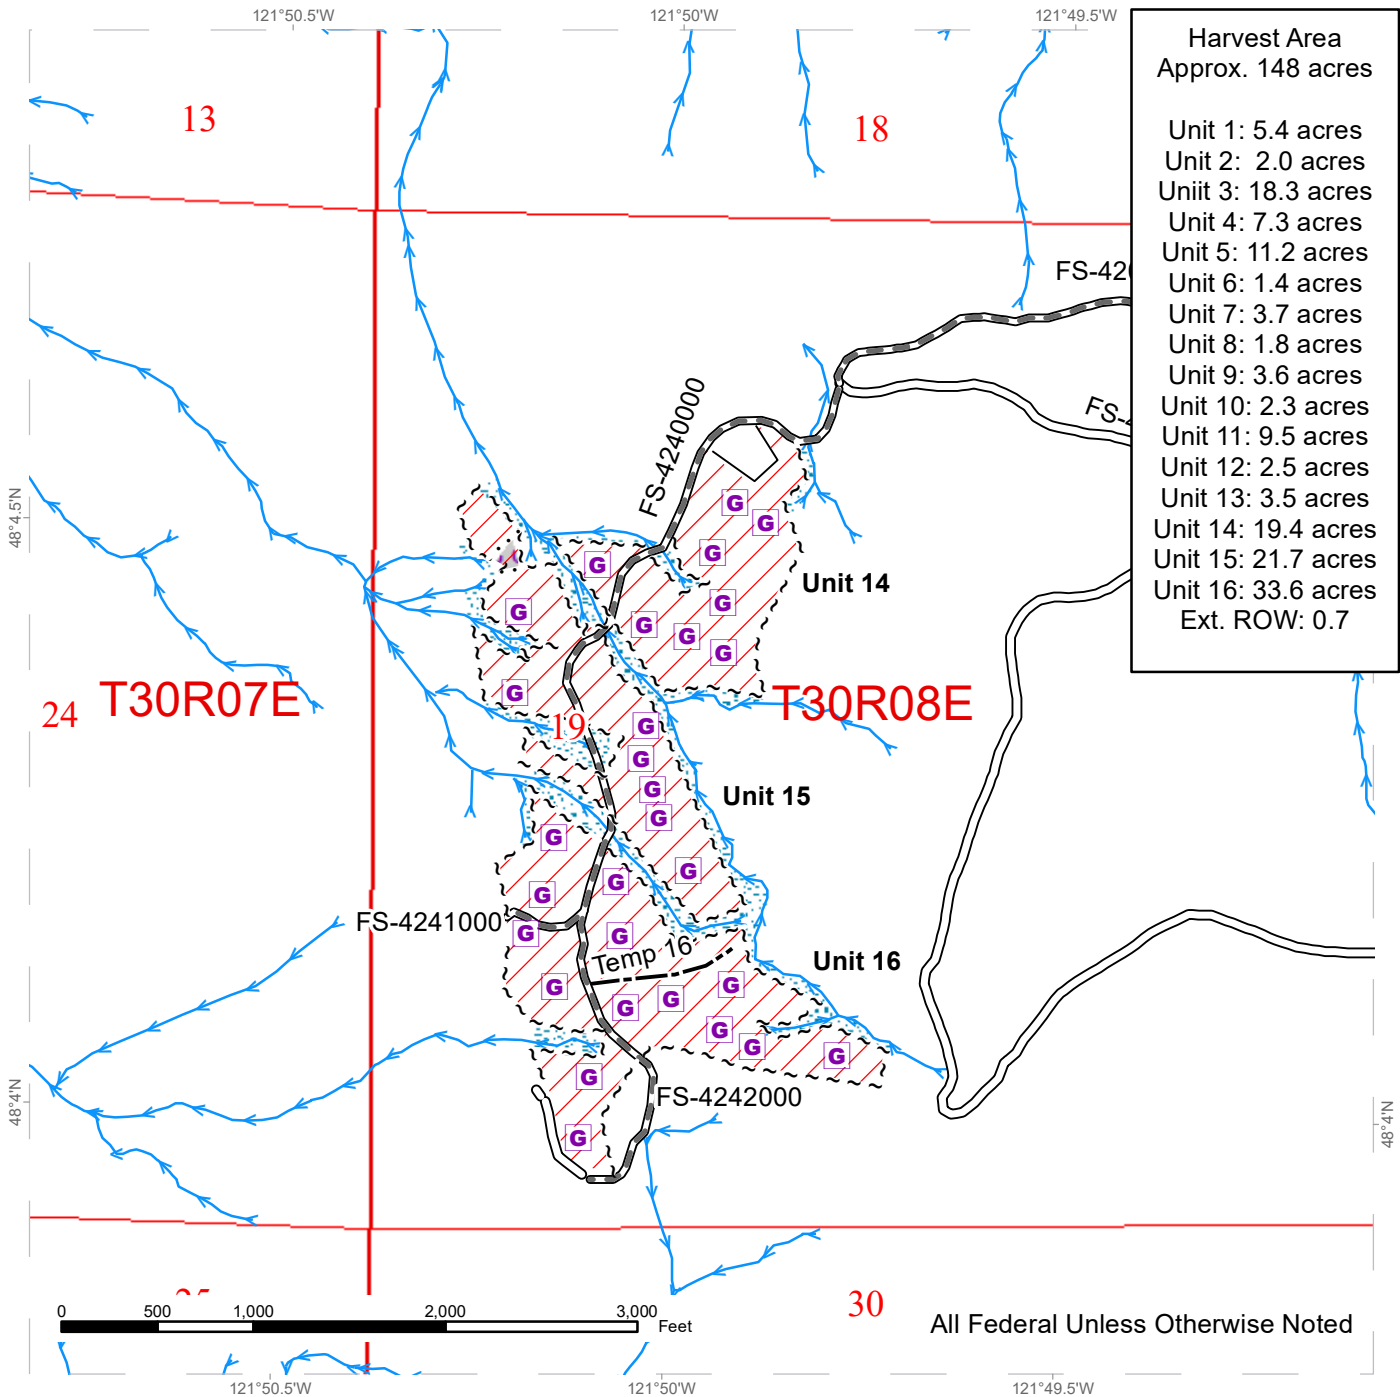 121°50.5'W
121°50'W
121°49.5'W
Harvest Area
Approx. 148 acres
Unit 1: 5.4 acres
Unit 2: 2.0 acres
Uniit 3: 18.3 acres
Unit 4: 7.3 acres
Unit 5: 11.2 acres
Unit 6: 1.4 acres
Unit 7: 3.7 acres
Unit 8: 1.8 acres
Unit 9: 3.6 acres
Unit 10: 2.3 acres
Unit 11: 9.5 acres
Unit 12: 2.5 acres
Unit 13: 3.5 acres
Unit 14: 19.4 acres
Unit 15: 21.7 acres
Unit 16: 33.6 acres
Ext. ROW: 0.7
13
18
FS-4240000
48°4.5'N
G
G
G
G
Unit 14
G
G
G
G
G
T30R07E
24
G
T30R08E
19
G
G
G
Unit 15
G
G
G
G
G
FS-4241000
G
G
Temp 16
Unit 16
G
G
G
G
G
G
G
G
FS-4242000
48°4'N
48°4'N
G
30
0
500
1,000
2,000
3,000
Feet
All Federal Unless Otherwise Noted
121°50.5'W
121°50'W
121°49.5'W